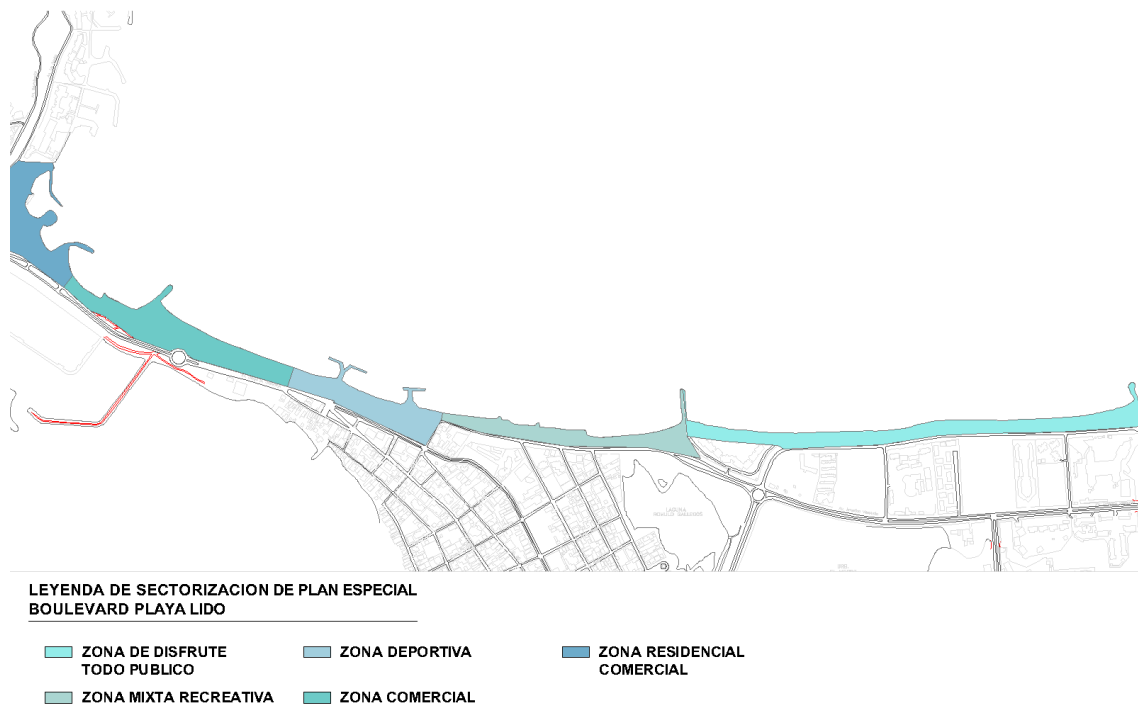 LEYENDA DE SECTORIZACION DE PLAN ESPECIAL
BOULEVARD PLAYA LIDO
ZONA DE DISFRUTE
TODO PUBLICO
ZONA DEPORTIVA
ZONA RESIDENCIAL
COMERCIAL
ZONA MIXTA RECREATIVA
ZONA COMERCIAL